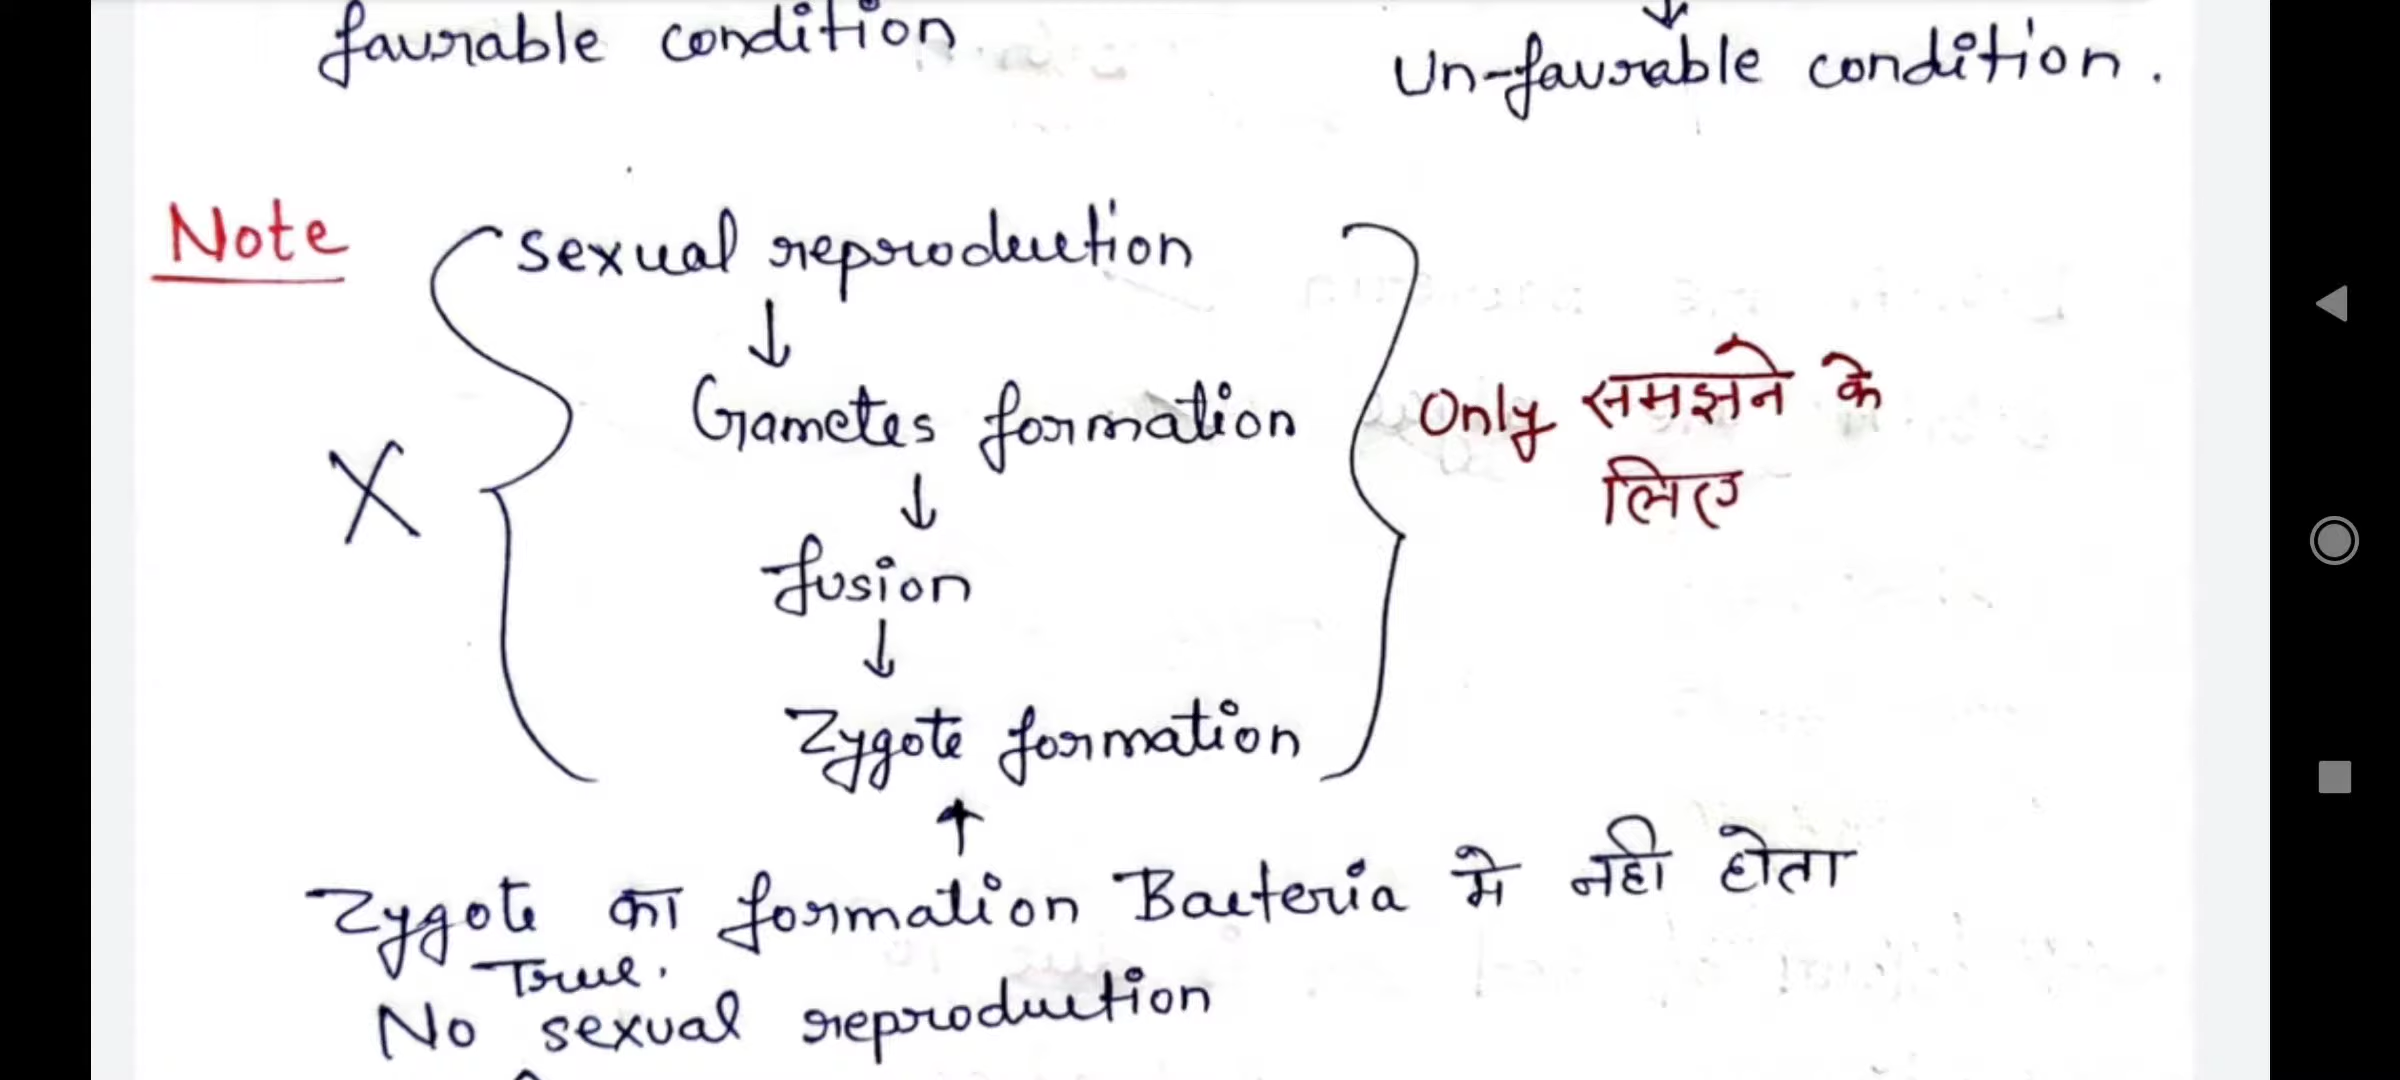 favrable condition
Un-favrable condition.
Note
sexual reproduction
↓
Gametes formation
↓
fusion
↓
Zygote formation
X
Only समझने के
लिए
↑
Zygote का formation Bacteria मे नही होता
True.
No sexual reproduction